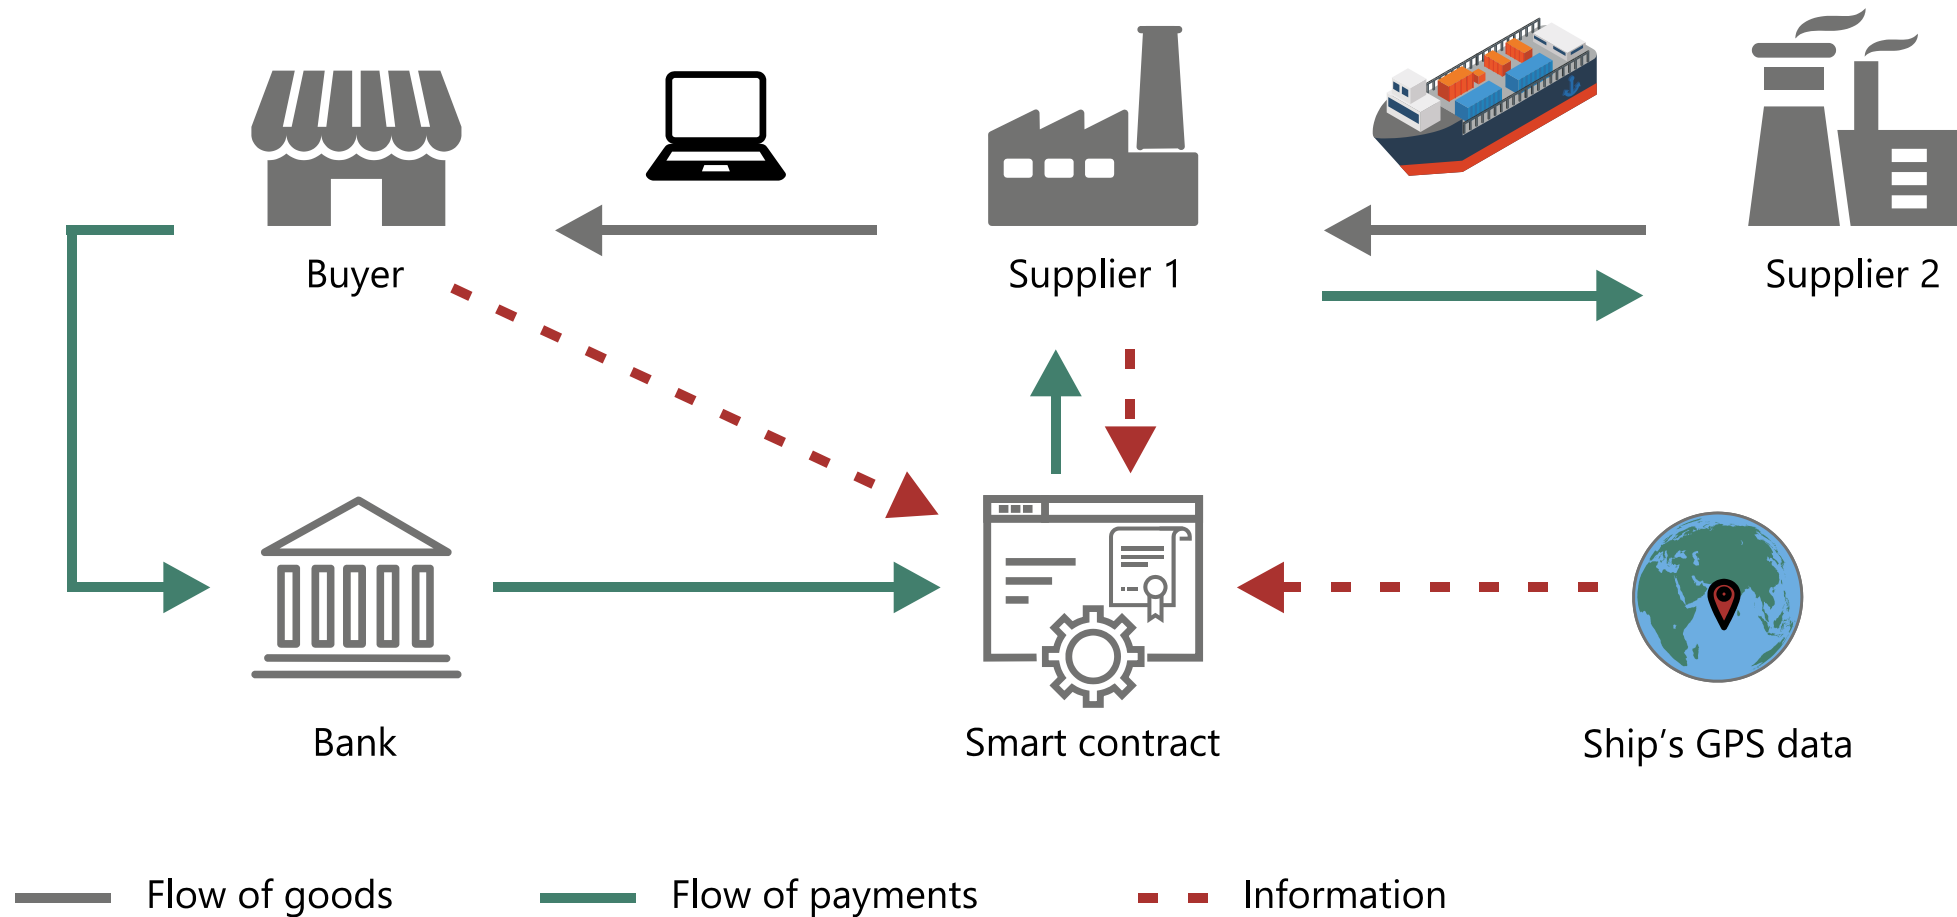 Buyer
Supplier 1
Supplier 2
Bank
Smart contract
Ship's GPS data
Flow of goods
Flow of payments
Information